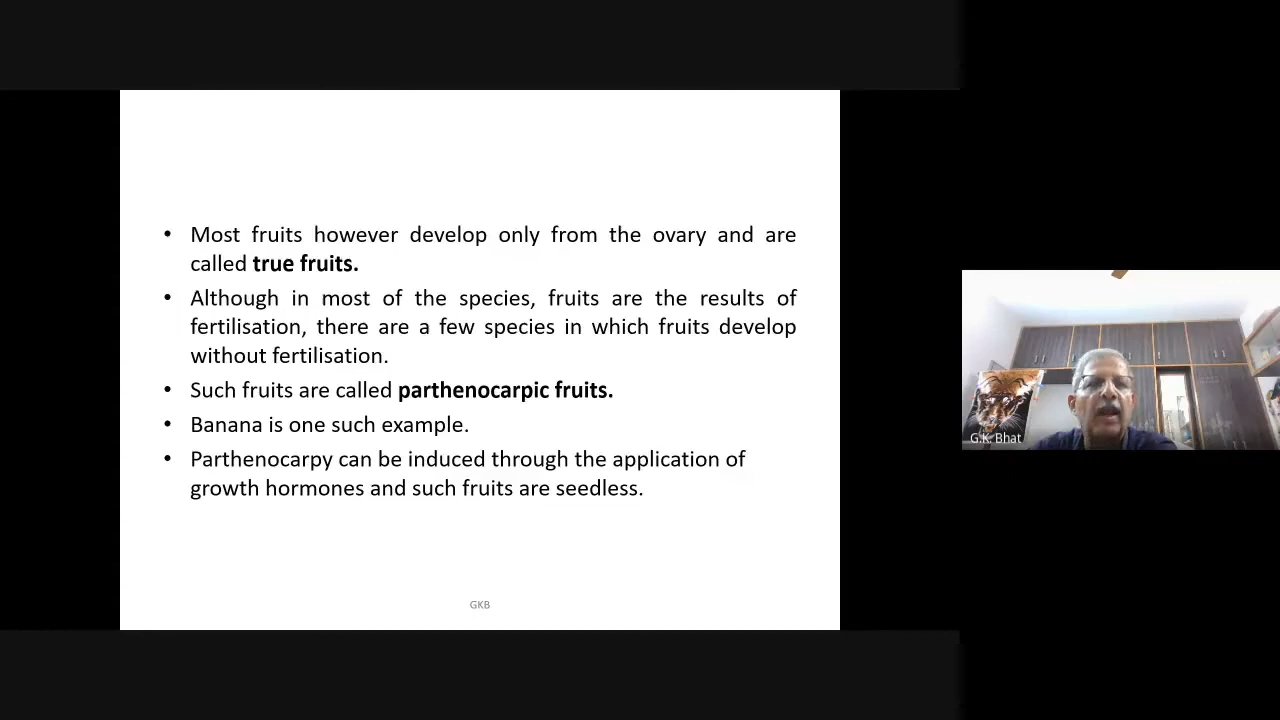 • Most fruits however develop only from the ovary and are
called true fruits.
• Although in most of the species, fruits are the results of
fertilisation, there are a few species in which fruits develop
without fertilisation.
• Such fruits are called parthenocarpic fruits.
• Banana is one such example.
• Parthenocarpy can be induced through the application of
growth hormones and such fruits are seedless.
GKB
G.K. Bhat